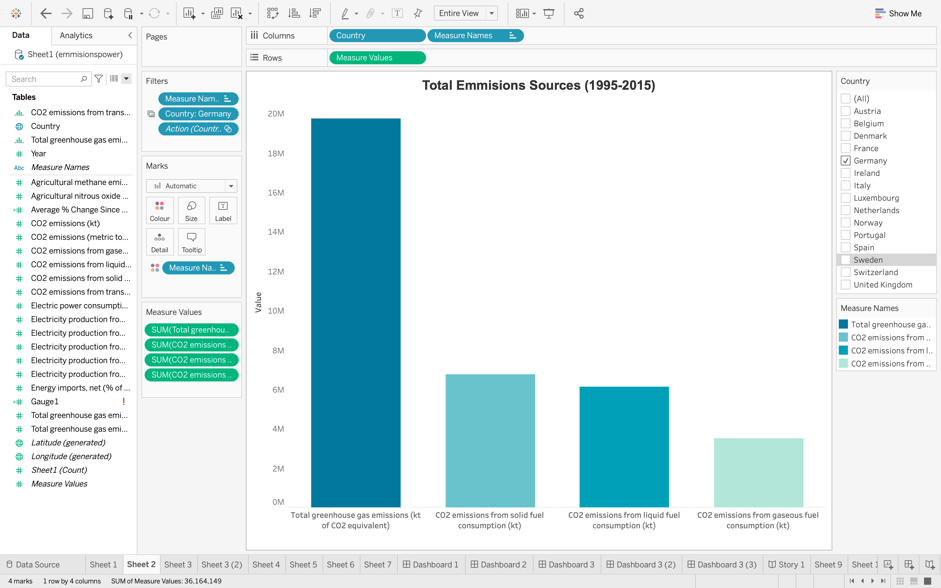 Entire View
Show Me
Data
Analytics
Sheet1 (enmmisionspower)
Search
Tables
CO2 emissions from trans...
Country
Total greenhouse gas emi...
Year
Abc Measure Names
Agricultural methane emi...
Agricultural nitrous oxide ...
Average % Change Since ...
CO2 emissions (kt)
CO2 emissions (metric to...
CO2 emissions from gase...
CO2 emissions from liquid...
CO2 emissions from solid ...
CO2 emissions from trans...
Electric power consumpti...
Electricity production fro...
Electricity production fro...
Electricity production fro...
Electricity production fro...
Electricity production fro...
Energy imports, net (% of ...
Gauge1 !
Total greenhouse gas emi...
Total greenhouse gas emi...
Latitude (generated)
Longitude (generated)
Sheet1 (Count)
Measure Values
Pages
Filters
Measure Nam..
Country: Germany
Action (Countr..
Marks
Automatic
Colour
Size
Label
Detail
Tooltip
Measure Na..
Measure Values
SUM(Total greenhou..
SUM(CO2 emissions ..
SUM(CO2 emissions ..
SUM(CO2 emissions ..
Columns
Country
Measure Names
Rows
Measure Values
Total Emmisions Sources (1995-2015)
20M
18M
16M
14M
12M
10M
8M
6M
4M
2M
0M
Value
Total greenhouse gas emissions (kt
of CO2 equivalent)
CO2 emissions from solid fuel
consumption (kt)
CO2 emissions from liquid fuel
consumption (kt)
CO2 emissions from gaseous fuel
consumption (kt)
Country
(All)
Austria
Belgium
Denmark
France
Germany
Ireland
Italy
Luxembourg
Netherlands
Norway
Portugal
Spain
Sweden
Switzerland
United Kingdom
Measure Names
Total greenhouse ga..
CO2 emissions from ..
CO2 emissions from l..
CO2 emissions from ..
Data Source
Sheet 1
Sheet 2
Sheet 3
Sheet 3 (2)
Sheet 4
Sheet 5
Sheet 6
Sheet 7
Dashboard 1
Dashboard 2
Dashboard 3
Dashboard 3 (2)
Dashboard 3 (3)
Story 1
Sheet 9
Sheet 1
4 marks
1 row by 4 columns
SUM of Measure Values: 36,164,149